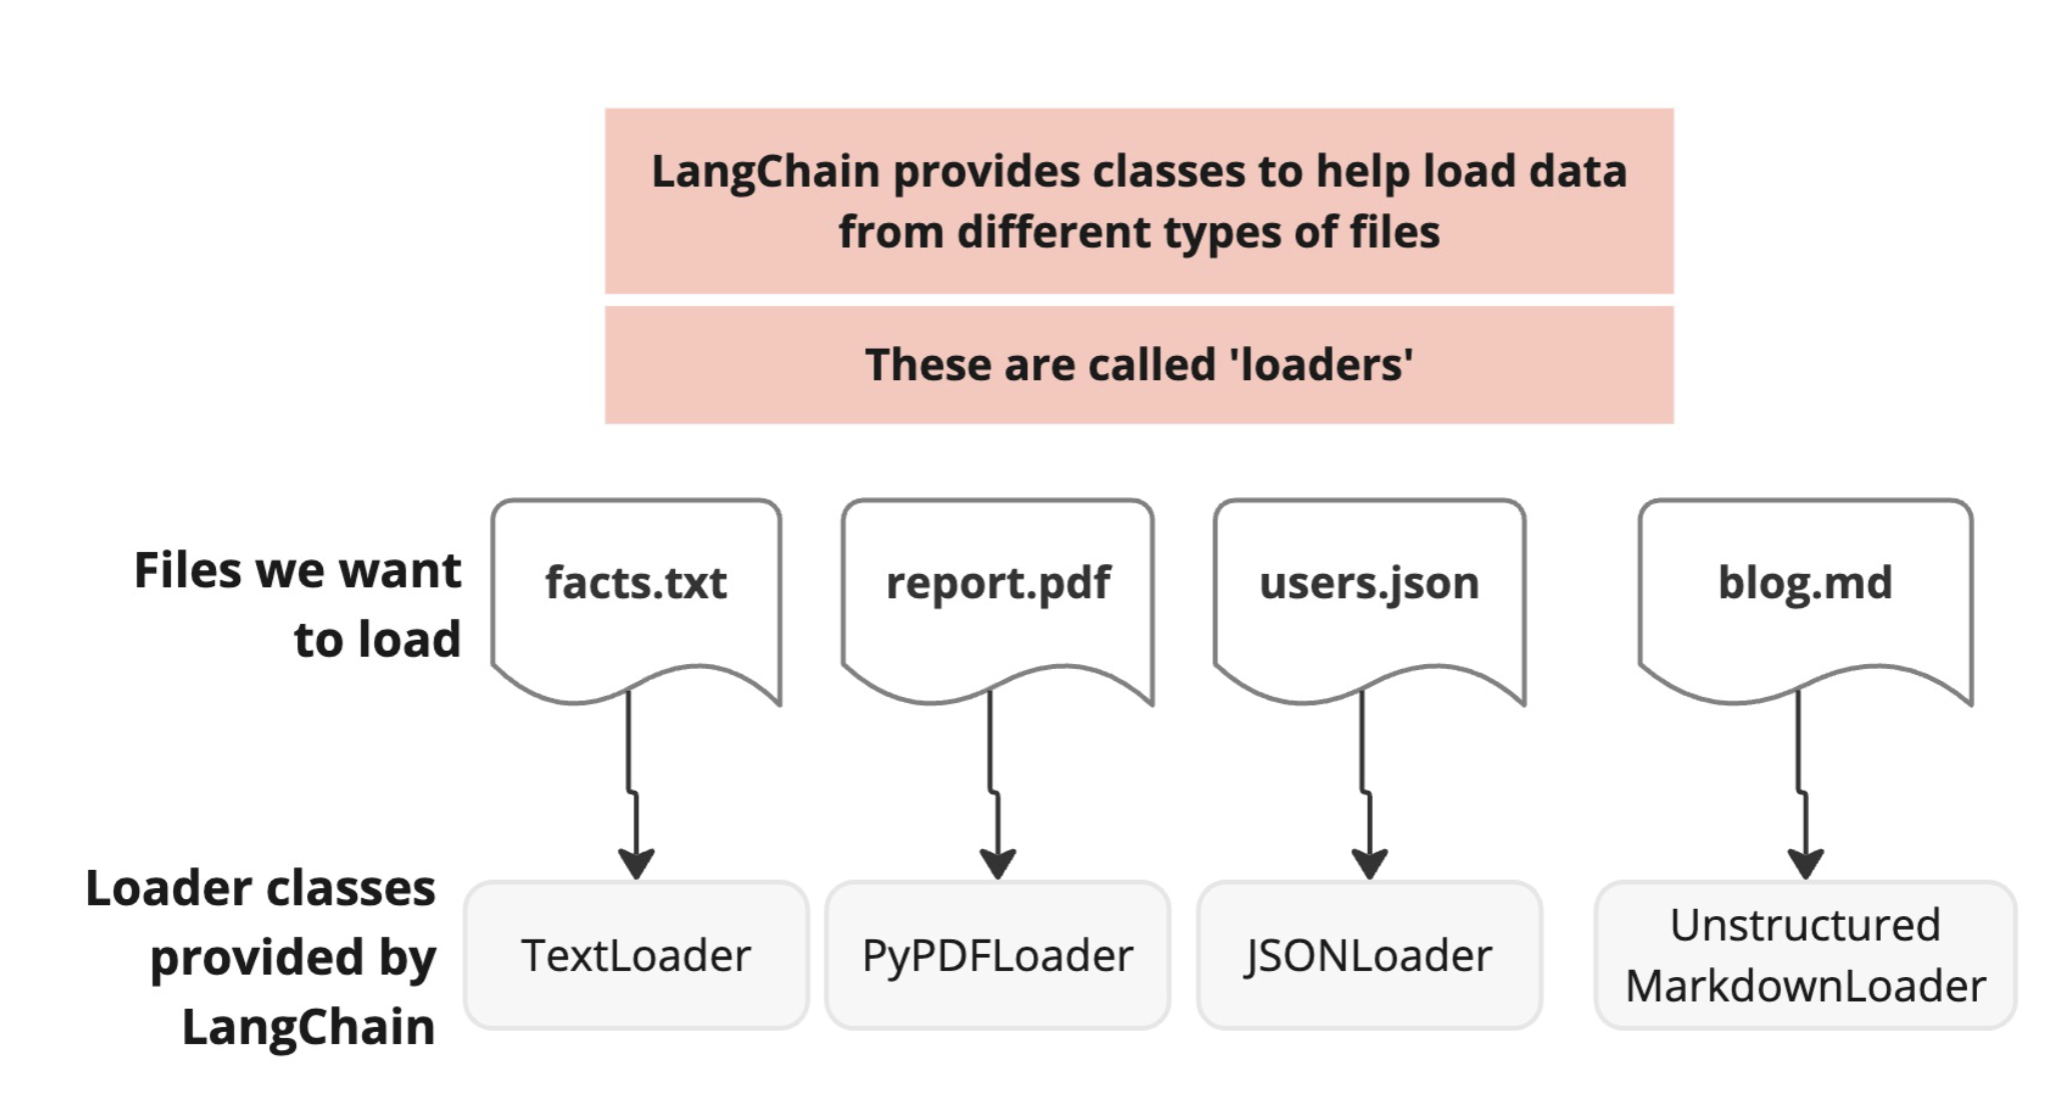 LangChain provides classes to help load data
from different types of files
These are called 'loaders'
Files we want
to load
facts.txt
report.pdf
users.json
blog.md
Loader classes
provided by
LangChain
TextLoader
PyPDFLoader
JSONLoader
Unstructured
MarkdownLoader